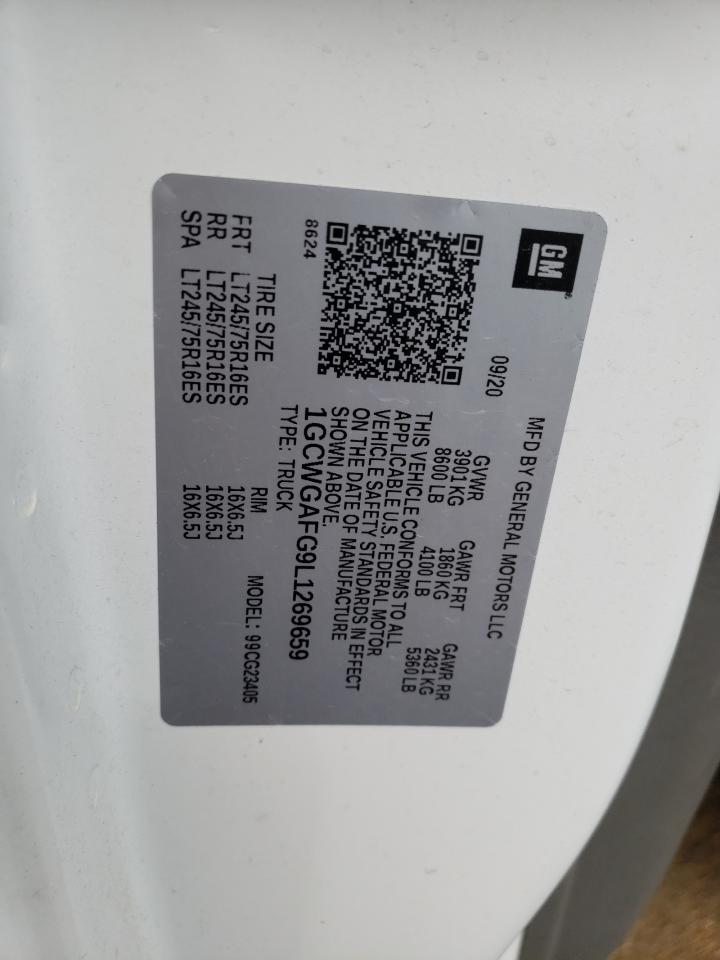 GM
MFD BY GENERAL MOTORS LLC
09/20
GVWR GAWR FRT GAWR RR
3901 KG 1860 KG 2431 KG
8600 LB 4100 LB 5360 LB
THIS VEHICLE CONFORMS TO ALL
APPLICABLE U.S. FEDERAL MOTOR
VEHICLE SAFETY STANDARDS IN EFFECT
ON THE DATE OF MANUFACTURE
SHOWN ABOVE.
8624
1GCWGAFG9L1269659
TYPE: TRUCK MODEL: 99CG23405
TIRE SIZE RIM
FRT LT245/75R16ES 16X6.5J
RR LT245/75R16ES 16X6.5J
SPA LT245/75R16ES 16X6.5J